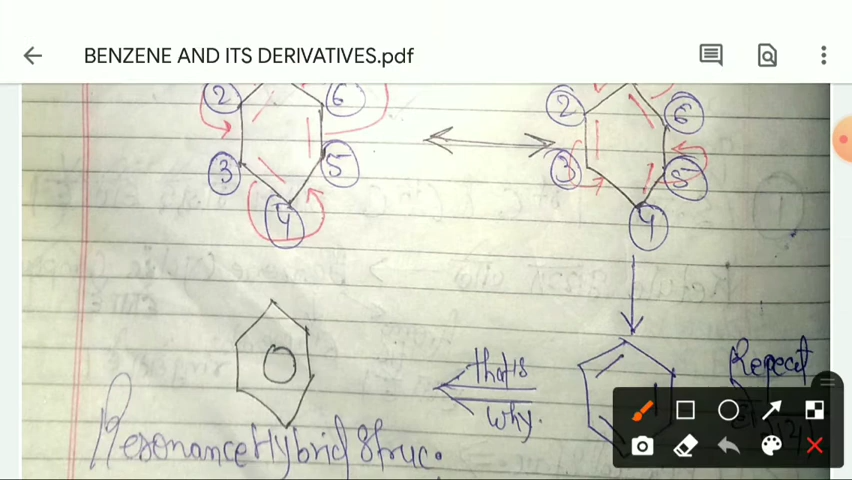 BENZENE AND ITS DERIVATIVES.pdf
2 6 2 6
3 5 3 5
4 4
that is
Repeat
why.
Resonance Hybrid Struc.